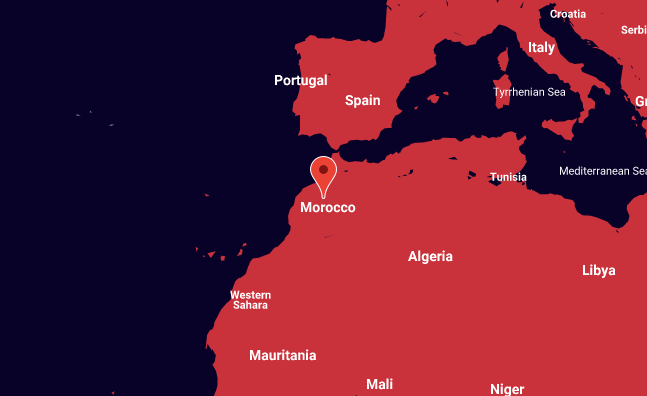 Croatia
Serbi
Italy
Portugal
Spain
Tyrrhenian Sea
Gr
Mediterranean Sea
Tunisia
Morocco
Algeria
Libya
Western
Sahara
Mauritania
Mali
Niger